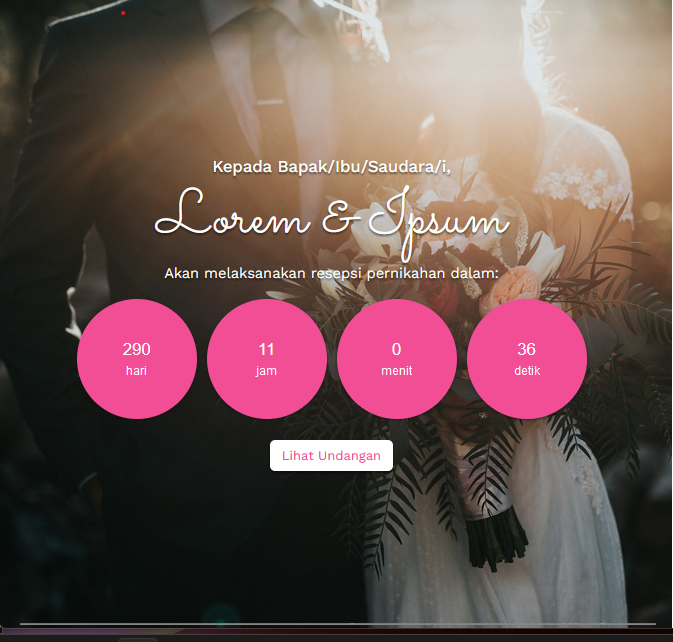 Kepada Bapak/Ibu/Saudara/i,
Lorem & Ipsum
Akan melaksanakan resepsi pernikahan dalam:
290 11 0 36
hari jam menit detik
Lihat Undangan